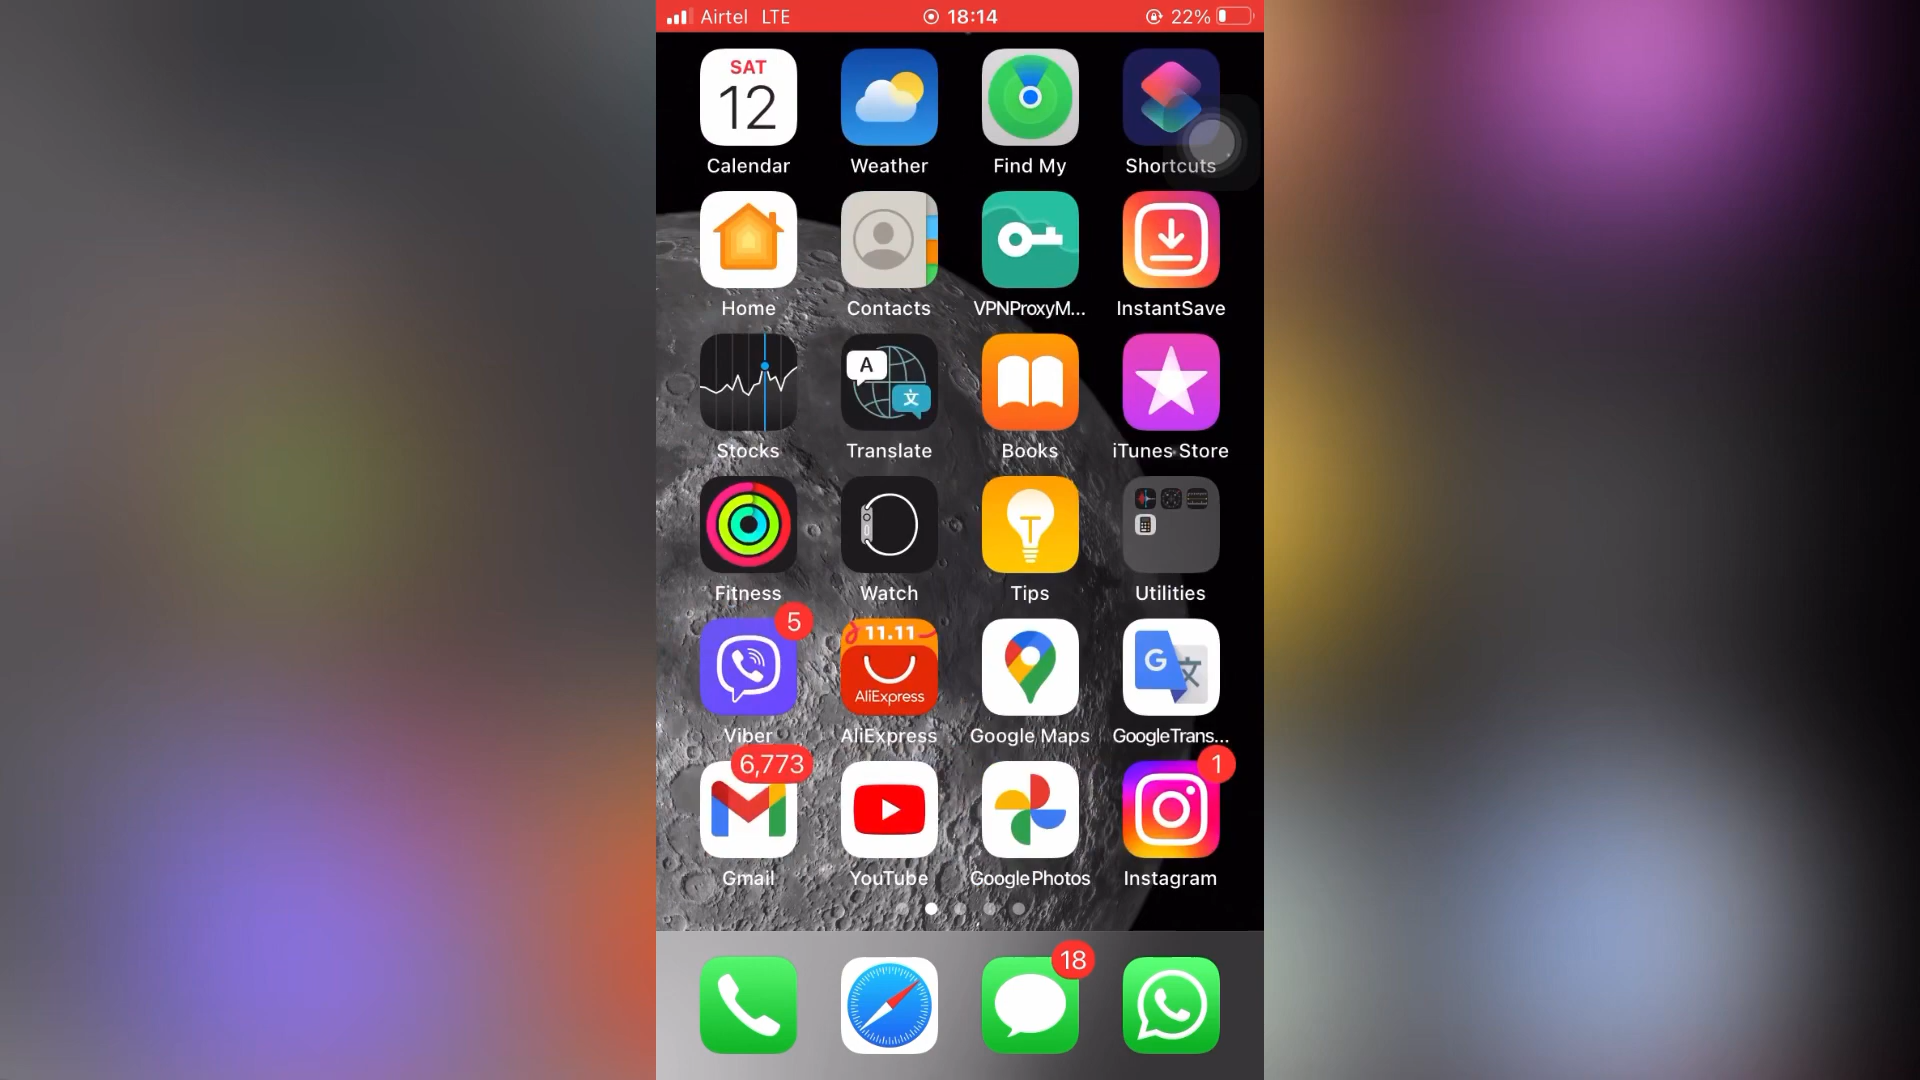 Airtel LTE 18:14 22%
SAT
12
A
文
Calendar Weather Find My Shortcuts
Home Contacts VPNProxyM... InstantSave
Stocks Translate Books iTunes Store
Fitness Watch Tips Utilities
5
11.11
AliExpress
G
文
Viber AliExpress Google Maps GoogleTrans...
6,773
1
Gmail YouTube GooglePhotos Instagram
18